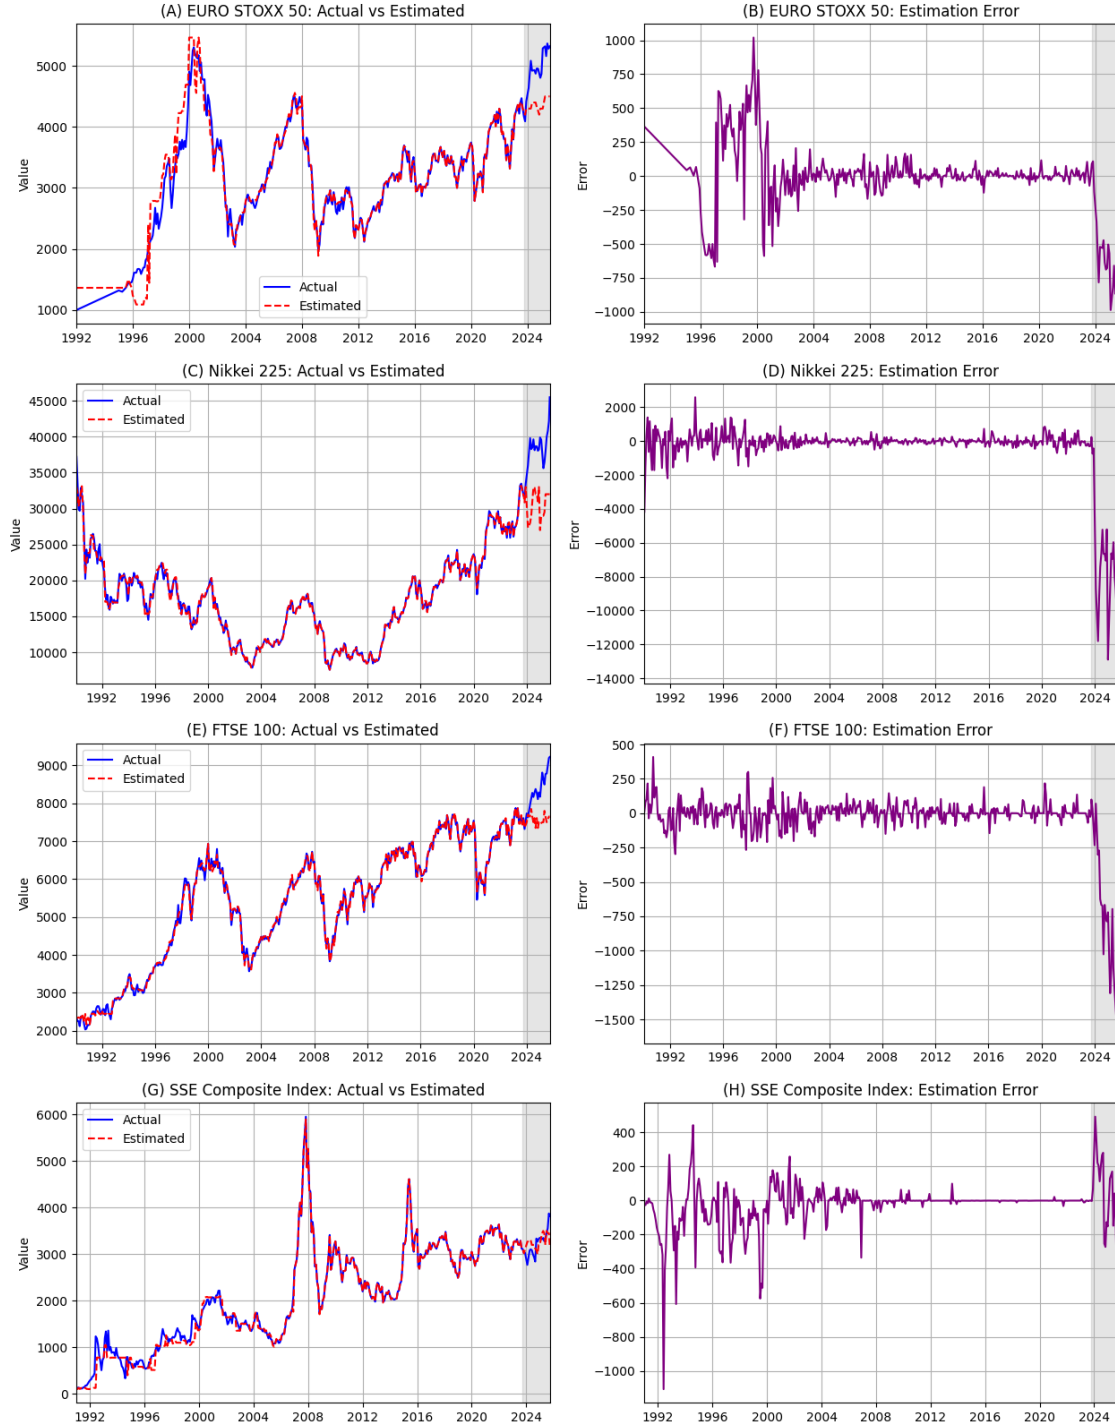 (A) EURO STOXX 50: Actual vs Estimated
Value
5000
4000
3000
2000
1000
Actual
Estimated
1992 1996 2000 2004 2008 2012 2016 2020 2024
(B) EURO STOXX 50: Estimation Error
Error
1000
750
500
250
0
−250
−500
−750
−1000
1992 1996 2000 2004 2008 2012 2016 2020 2024
(C) Nikkei 225: Actual vs Estimated
Value
Actual
Estimated
45000
40000
35000
30000
25000
20000
15000
10000
1992 1996 2000 2004 2008 2012 2016 2020 2024
(D) Nikkei 225: Estimation Error
Error
2000
0
−2000
−4000
−6000
−8000
−10000
−12000
−14000
1992 1996 2000 2004 2008 2012 2016 2020 2024
(E) FTSE 100: Actual vs Estimated
Value
Actual
Estimated
9000
8000
7000
6000
5000
4000
3000
2000
1992 1996 2000 2004 2008 2012 2016 2020 2024
(F) FTSE 100: Estimation Error
Error
500
250
0
−250
−500
−750
−1000
−1250
−1500
1992 1996 2000 2004 2008 2012 2016 2020 2024
(G) SSE Composite Index: Actual vs Estimated
Value
Actual
Estimated
6000
5000
4000
3000
2000
1000
0
1992 1996 2000 2004 2008 2012 2016 2020 2024
(H) SSE Composite Index: Estimation Error
Error
400
200
0
−200
−400
−600
−800
−1000
1992 1996 2000 2004 2008 2012 2016 2020 2024